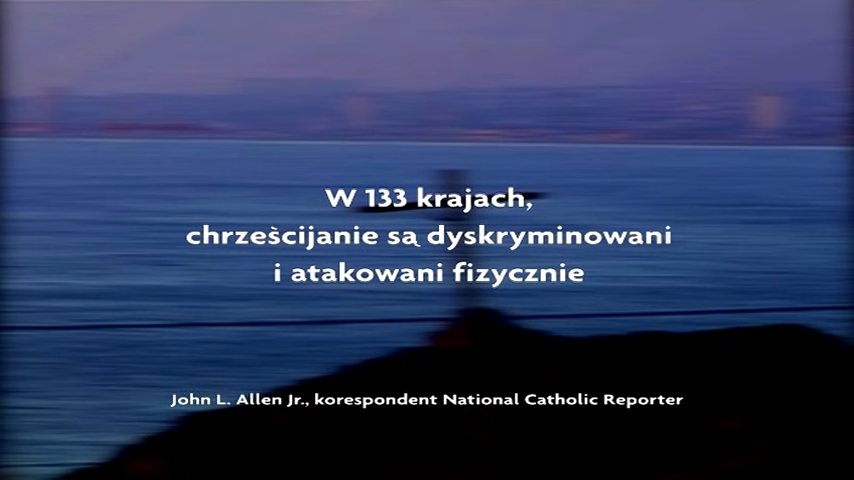 W 133 krajach,
chrześcijanie są dyskryminowani
i atakowani fizycznie
John L. Allen Jr., korespondent National Catholic Reporter